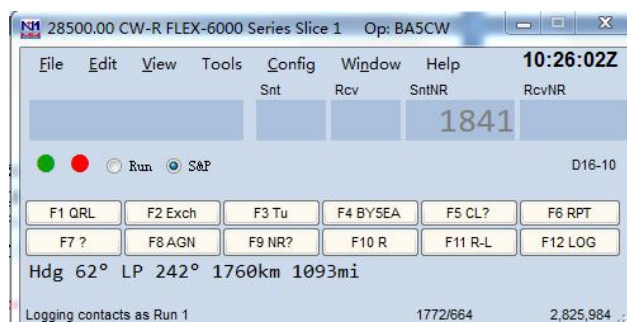 28500.00 CW-R FLEX-6000 Series Slice 1 Op: BA5CW
File Edit View Tools Config Window Help 10:26:02Z
Snt Rcv SntNR RcvNR
1841
Run S&P D16-10
F1 QRL F2 Exch F3 Tu F4 BY5EA F5 CL? F6 RPT
F7 ? F8 AGN F9 NR? F10 R F11 R-L F12 LOG
Hdg 62° LP 242° 1760km 1093mi
Logging contacts as Run 1 1772/664 2,825,984